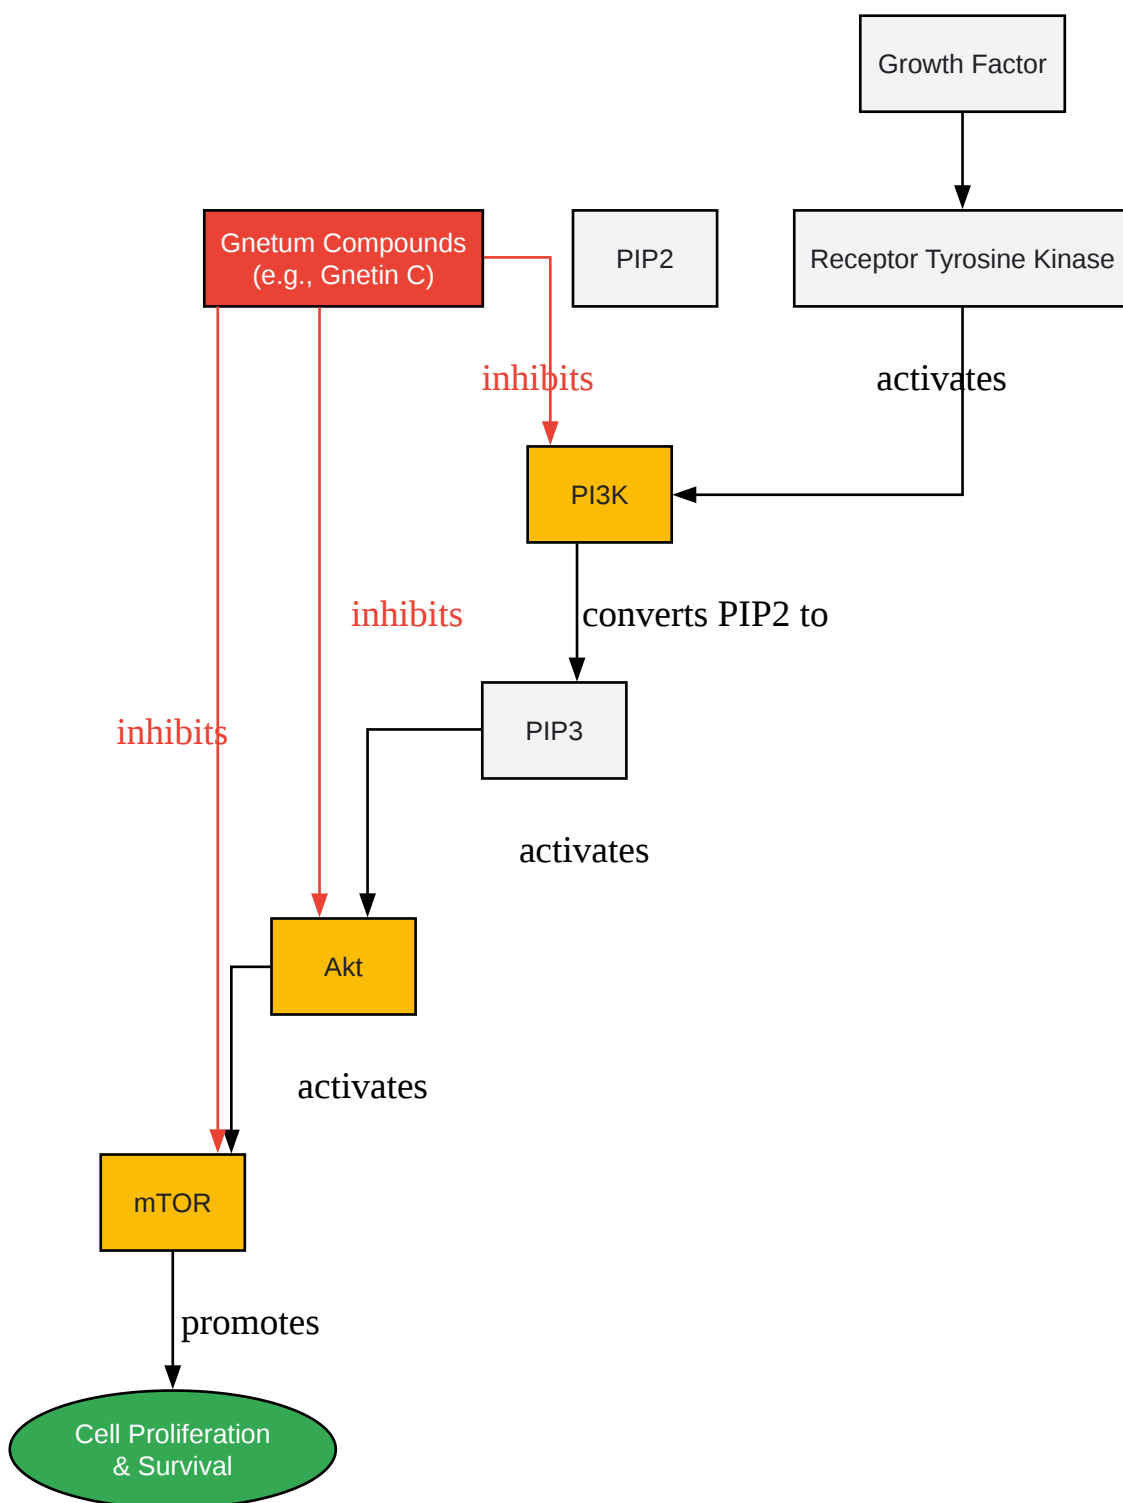 Growth Factor
Gnetum Compounds
(e.g., Gnetin C)
PIP2
Receptor Tyrosine Kinase
inhibits
activates
PI3K
inhibits
converts PIP2 to
inhibits
PIP3
activates
Akt
activates
mTOR
promotes
Cell Proliferation
& Survival